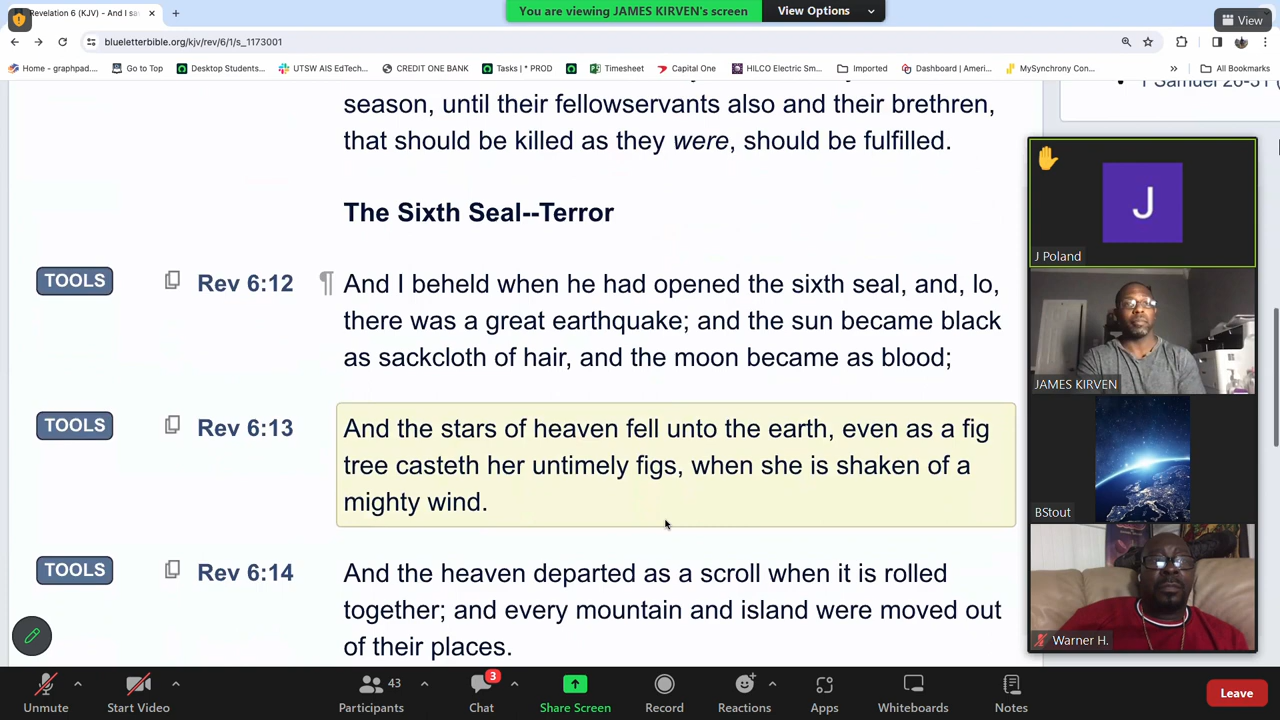 Revelation 6 (KJV) - And I sa
You are viewing JAMES KIRVEN's screen
View Options
View
blueletterbible.org/kjv/rev/6/1/s_1173001
Home - graphpad.... Go to Top Desktop Students... UTSW AIS EdTech... CREDIT ONE BANK Tasks | * PROD Timesheet Capital One HILCO Electric Sm... Imported Dashboard | Ameri... MySynchrony Con... » All Bookmarks
season, until their fellowservants also and their brethren,
that should be killed as they were, should be fulfilled.
The Sixth Seal--Terror
TOOLS Rev 6:12 ¶ And I beheld when he had opened the sixth seal, and, lo,
there was a great earthquake; and the sun became black
as sackcloth of hair, and the moon became as blood;
TOOLS Rev 6:13 And the stars of heaven fell unto the earth, even as a fig
tree casteth her untimely figs, when she is shaken of a
mighty wind.
TOOLS Rev 6:14 And the heaven departed as a scroll when it is rolled
together; and every mountain and island were moved out
of their places.
J
J Poland
JAMES KIRVEN
BStout
Warner H.
43
3
Unmute Start Video Participants Chat Share Screen Record Reactions Apps Whiteboards Notes Leave